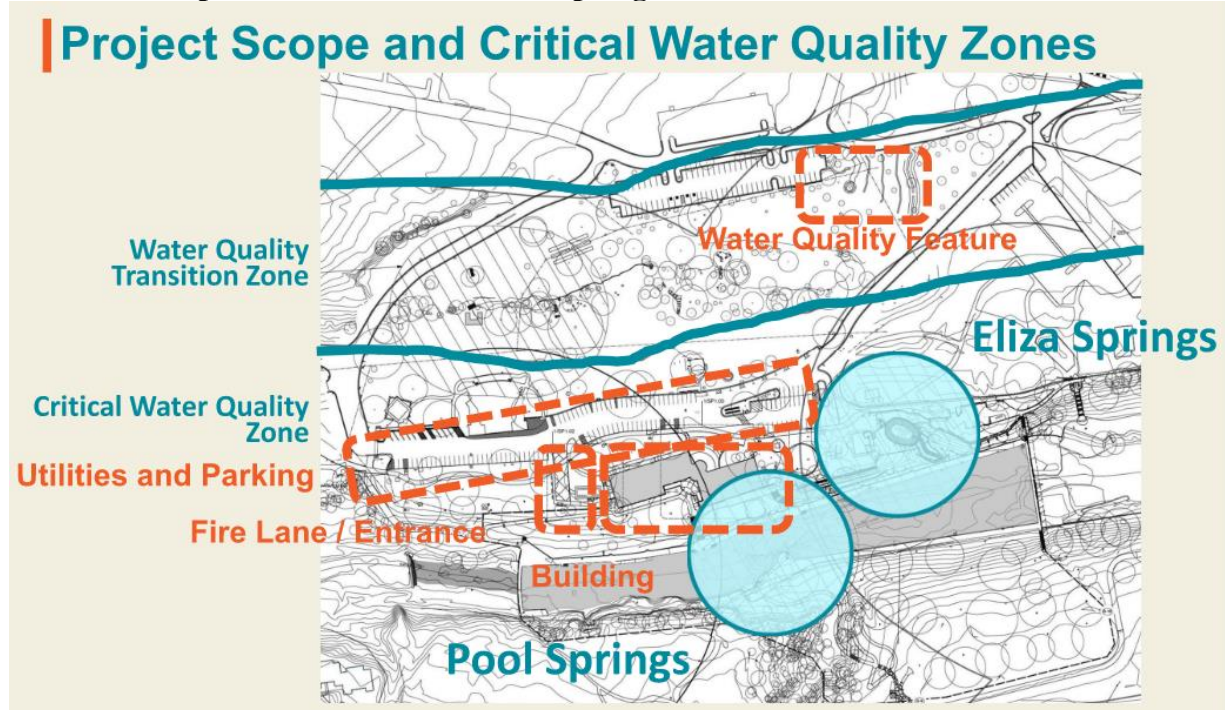 Project Scope and Critical Water Quality Zones
Water Quality
Transition Zone
Water Quality Feature
Eliza Springs
Critical Water Quality
Zone
Utilities and Parking
Fire Lane / Entrance
Building
Pool Springs